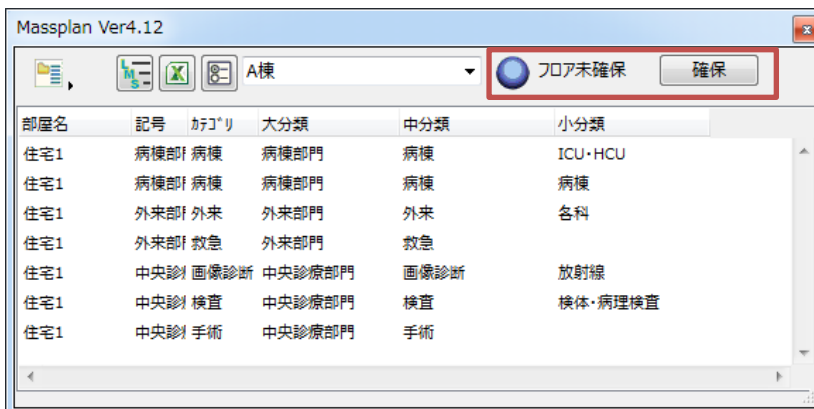 Massplan Ver4.12
A棟 フロア未確保 確保
部屋名 記号 ｶﾃｺﾞﾘ 大分類 中分類 小分類
住宅1 病棟部 病棟 病棟部門 病棟 ICU･HCU
住宅1 病棟部 病棟 病棟部門 病棟 病棟
住宅1 外来部 外来 外来部門 外来 各科
住宅1 外来部 救急 外来部門 救急
住宅1 中央診 画像診断 中央診療部門 画像診断 放射線
住宅1 中央診 検査 中央診療部門 検査 検体･病理検査
住宅1 中央診 手術 中央診療部門 手術